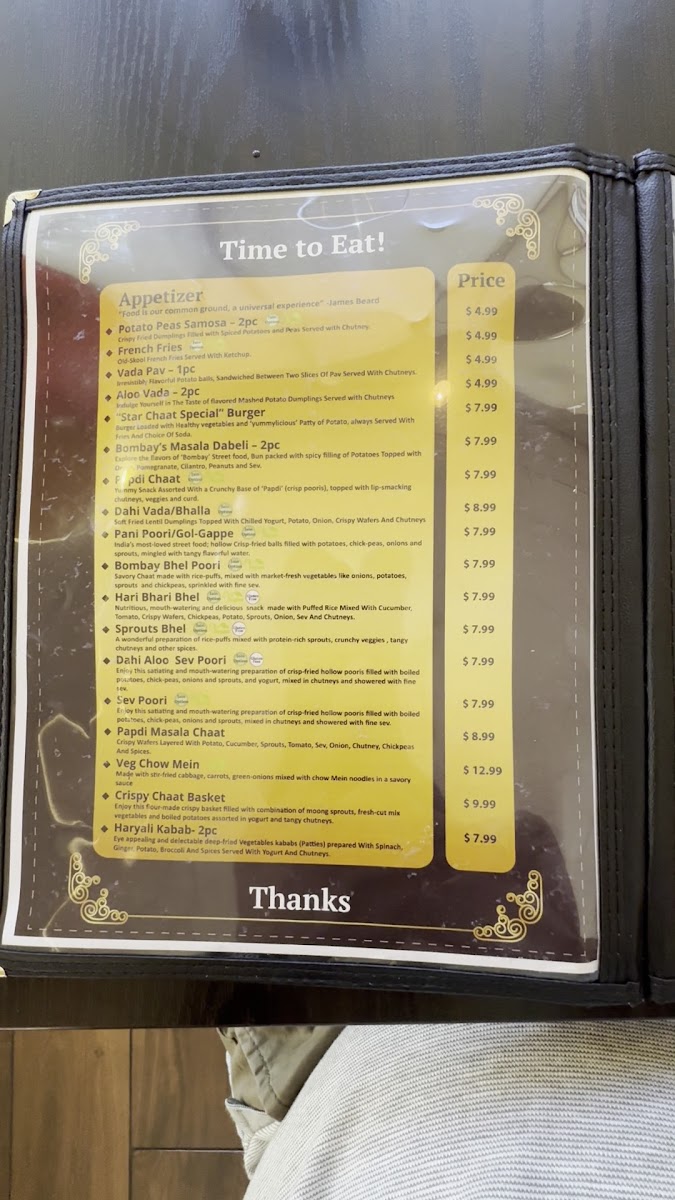 Time to Eat!
Appetizer
Price
"Food is our common ground, a universal experience" -James Beard
Potato Peas Samosa – 2pc $ 4.99
Crispy Fried Dumplings Filled with Spiced Potatoes and Peas Served with Chutney.
French Fries $ 4.99
Old-Skool French Fries Served With Ketchup.
Vada Pav – 1pc $ 4.99
Irresistibly Flavorful Potato balls, Sandwiched Between Two Slices Of Pav Served With Chutneys.
Aloo Vada – 2pc $ 4.99
Indulge Yourself In The Taste of flavored Mashed Potato Dumplings Served with Chutneys
"Star Chaat Special" Burger $ 7.99
Burger Loaded with Healthy vegetables and 'yummylicious' Patty of Potato, always Served With
Fries And Choice Of Soda.
Bombay's Masala Dabeli – 2pc $ 7.99
Explore the flavors of 'Bombay' Street food, Bun packed with spicy filling of Potatoes Topped with
Pomegranate, Cilantro, Peanuts and Sev.
Papdi Chaat $ 7.99
Yummy Snack Assorted With a Crunchy Base of 'Papdi' (crisp pooris), topped with lip-smacking
chutneys, veggies and curd.
Dahi Vada/Bhalla $ 8.99
Soft Fried Lentil Dumplings Topped With Chilled Yogurt, Potato, Onion, Crispy Wafers And Chutneys
Pani Poori/Gol-Gappe $ 7.99
India's most-loved street food; hollow Crisp-fried balls filled with potatoes, chick-peas, onions and
sprouts, mingled with tangy flavorful water.
Bombay Bhel Poori $ 7.99
Savory Chaat made with rice-puffs, mixed with market-fresh vegetables like onions, potatoes,
sprouts and chickpeas, sprinkled with fine sev.
Hari Bhari Bhel $ 7.99
Nutritious, mouth-watering and delicious snack made with Puffed Rice Mixed With Cucumber,
Tomato, Crispy Wafers, Chickpeas, Potato, Sprouts, Onion, Sev And Chutneys.
Sprouts Bhel $ 7.99
A wonderful preparation of rice-puffs mixed with protein-rich sprouts, crunchy veggies , tangy
chutneys and other spices.
Dahi Aloo Sev Poori $ 7.99
Enjoy this satiating and mouth-watering preparation of crisp-fried hollow pooris filled with boiled
potatoes, chick-peas, onions and sprouts, and yogurt, mixed in chutneys and showered with fine
sev.
Sev Poori $ 7.99
Enjoy this satiating and mouth-watering preparation of crisp-fried hollow pooris filled with boiled
potatoes, chick-peas, onions and sprouts, mixed in chutneys and showered with fine sev.
Papdi Masala Chaat $ 8.99
Crispy Wafers Layered With Potato, Cucumber, Sprouts, Tomato, Sev, Onion, Chutney, Chickpeas
And Spices.
Veg Chow Mein $ 12.99
Made with stir-fried cabbage, carrots, green-onions mixed with chow Mein noodles in a savory
sauce
Crispy Chaat Basket $ 9.99
Enjoy this flour-made crispy basket filled with combination of moong sprouts, fresh-cut mix
vegetables and boiled potatoes assorted in yogurt and tangy chutneys.
Haryali Kabab- 2pc $ 7.99
Eye appealing and delectable deep-fried Vegetables kababs (Patties) prepared With Spinach,
Ginger, Potato, Broccoli And Spices Served With Yogurt And Chutneys.
Thanks